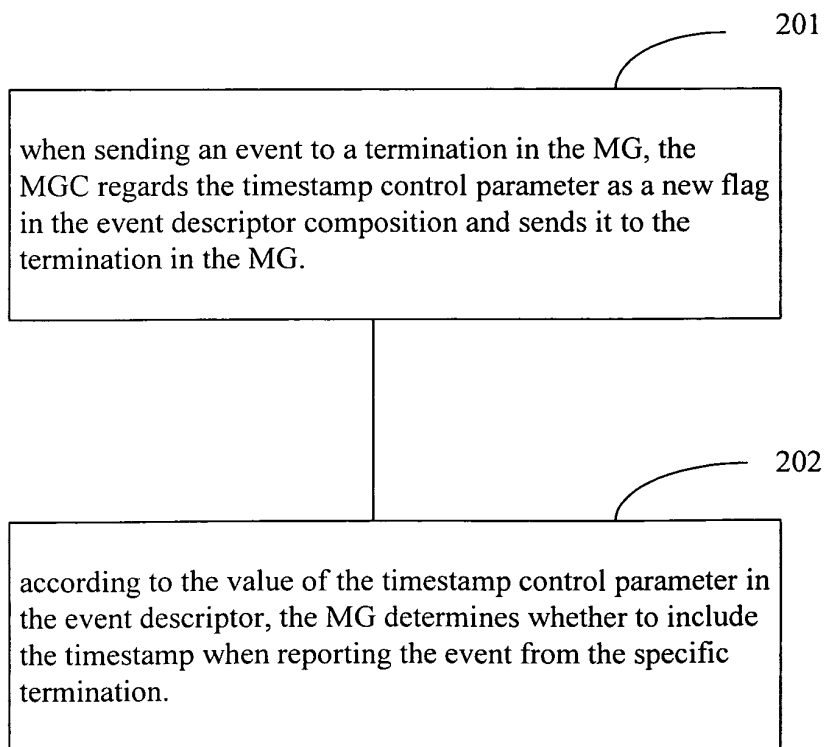 201
when sending an event to a termination in the MG, the
MGC regards the timestamp control parameter as a new flag
in the event descriptor composition and sends it to the
termination in the MG.
202
according to the value of the timestamp control parameter in
the event descriptor, the MG determines whether to include
the timestamp when reporting the event from the specific
termination.